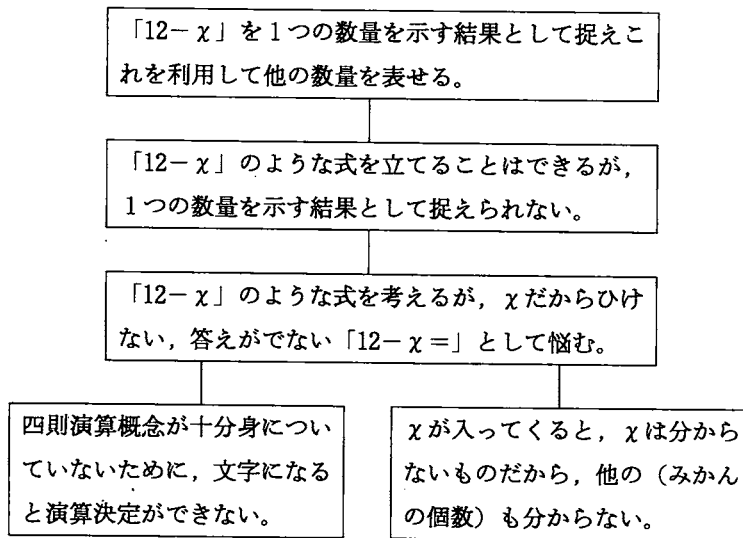 「12−χ」を1つの数量を示す結果として捉えこ
れを利用して他の数量を表せる。
「12−χ」のような式を立てることはできるが，
1つの数量を示す結果として捉えられない。
「12−χ」のような式を考えるが，χだからひけ
ない，答えがでない「12−χ＝」として悩む。
四則演算概念が十分身につい
ていないために，文字になる
と演算決定ができない。
χが入ってくると，χは分から
ないものだから，他の（みかん
の個数）も分からない。